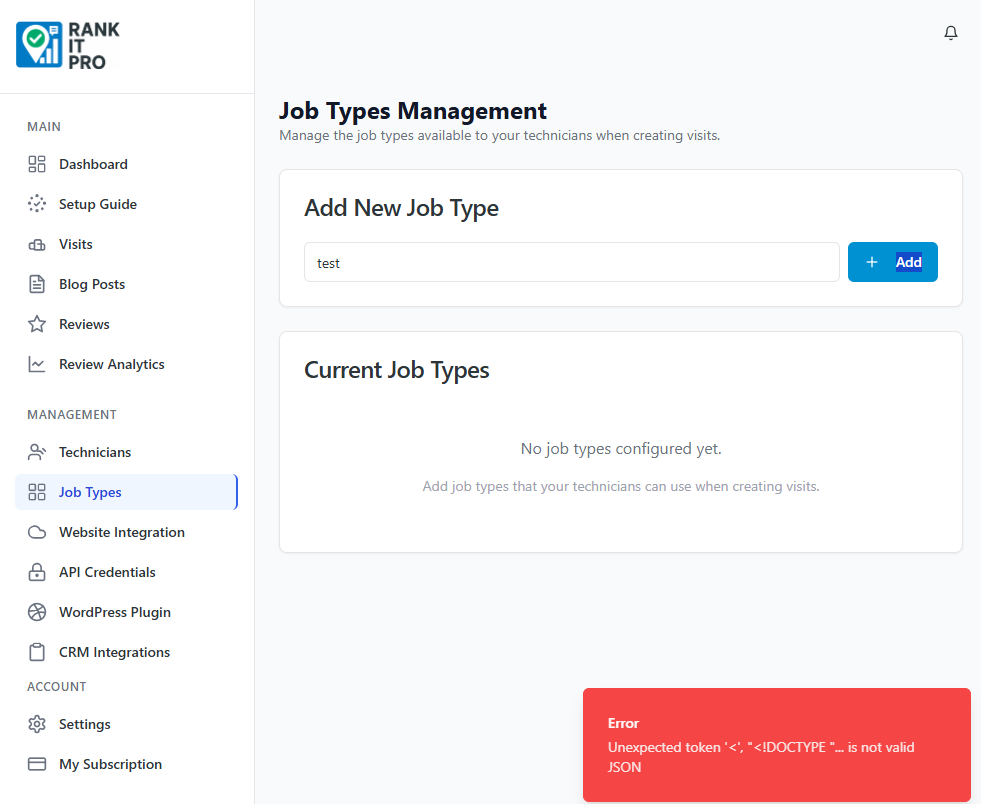 RANK
IT
PRO
MAIN
Dashboard
Setup Guide
Visits
Blog Posts
Reviews
Review Analytics
MANAGEMENT
Technicians
Job Types
Website Integration
API Credentials
WordPress Plugin
CRM Integrations
ACCOUNT
Settings
My Subscription
Job Types Management
Manage the job types available to your technicians when creating visits.
Add New Job Type
test
+ Add
Current Job Types
No job types configured yet.
Add job types that your technicians can use when creating visits.
Error
Unexpected token '<', "<!DOCTYPE "... is not valid
JSON